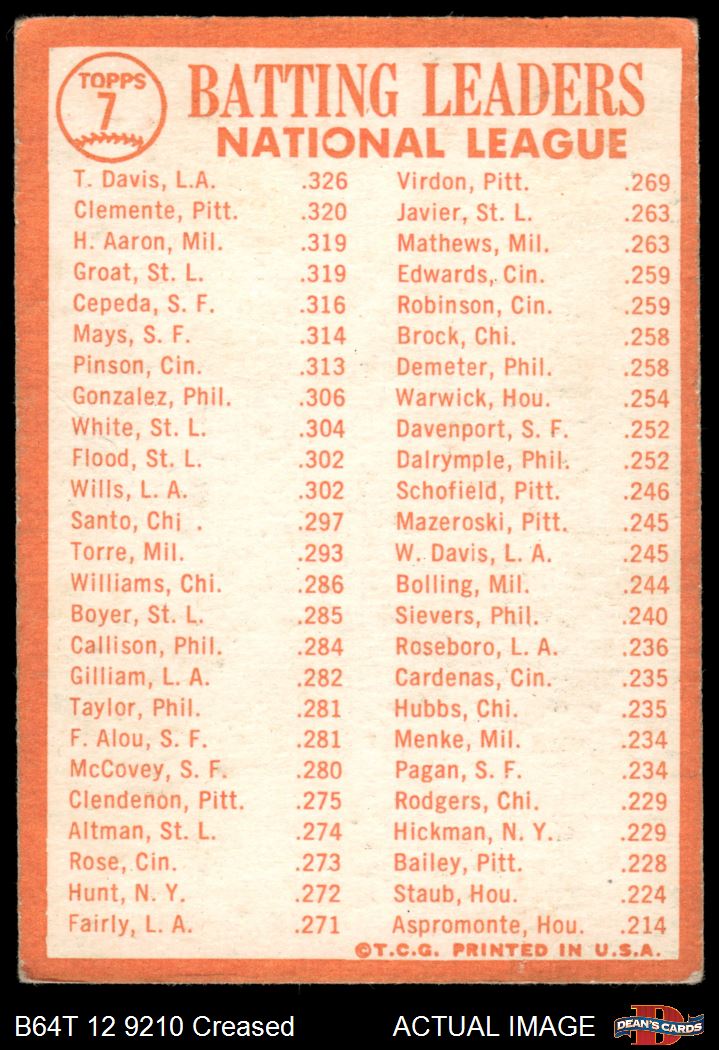 TOPPS
7
BATTING LEADERS
NATIONAL LEAGUE
T. Davis, L.A. .326
Clemente, Pitt. .320
H. Aaron, Mil. .319
Groat, St. L. .319
Cepeda, S. F. .316
Mays, S. F. .314
Pinson, Cin. .313
Gonzalez, Phil. .306
White, St. L. .304
Flood, St. L. .302
Wills, L. A. .302
Santo, Chi . .297
Torre, Mil. .293
Williams, Chi. .286
Boyer, St. L. .285
Callison, Phil. .284
Gilliam, L. A. .282
Taylor, Phil. .281
F. Alou, S. F. .281
McCovey, S. F. .280
Clendenon, Pitt. .275
Altman, St. L. .274
Rose, Cin. .273
Hunt, N. Y. .272
Fairly, L. A. .271
Virdon, Pitt. .269
Javier, St. L. .263
Mathews, Mil. .263
Edwards, Cin. .259
Robinson, Cin. .259
Brock, Chi. .258
Demeter, Phil. .258
Warwick, Hou. .254
Davenport, S. F. .252
Dalrymple, Phil. .252
Schofield, Pitt. .246
Mazeroski, Pitt. .245
W. Davis, L. A. .245
Bolling, Mil. .244
Sievers, Phil. .240
Roseboro, L. A. .236
Cardenas, Cin. .235
Hubbs, Chi. .235
Menke, Mil. .234
Pagan, S. F. .234
Rodgers, Chi. .229
Hickman, N. Y. .229
Bailey, Pitt. .228
Staub, Hou. .224
Aspromonte, Hou. .214
©T.C.G. PRINTED IN U.S.A.
B64T 12 9210 Creased ACTUAL IMAGE
DEAN'S CARDS